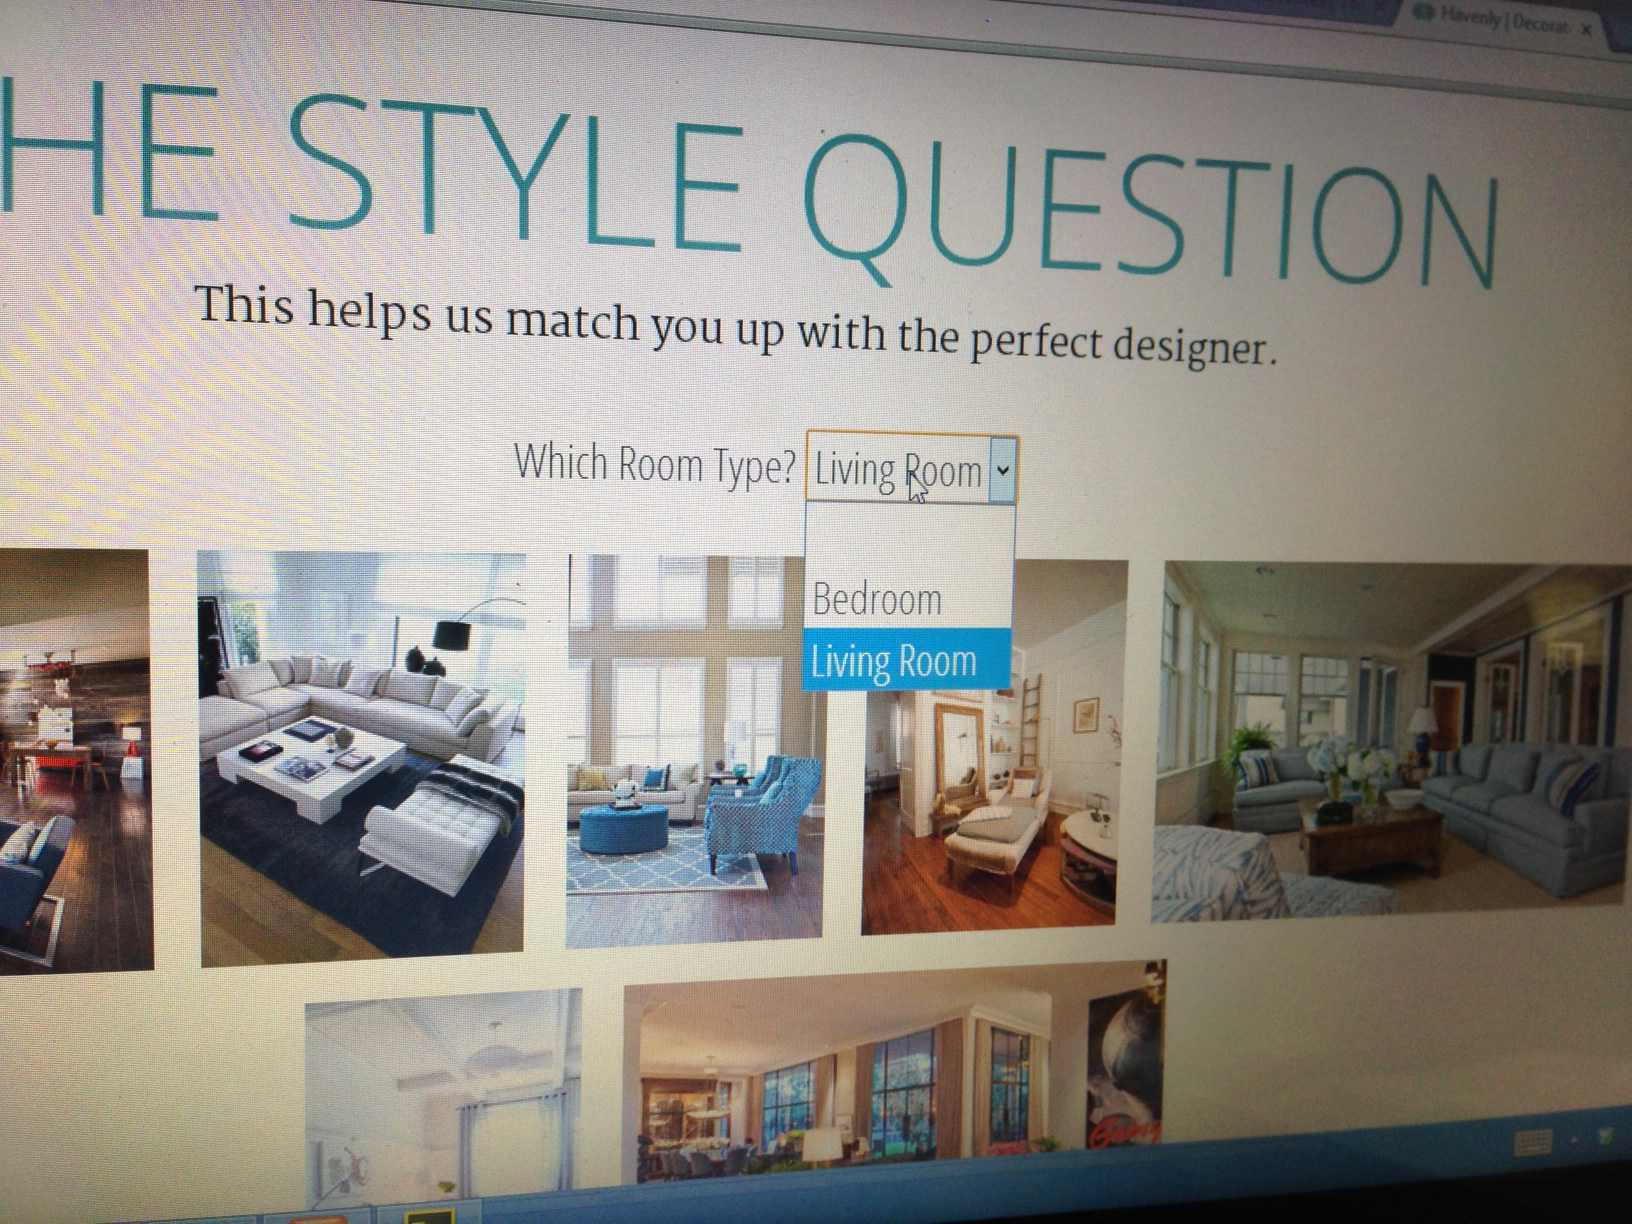 Havenly | Decorat
HE STYLE QUESTION
This helps us match you up with the perfect designer.
Which Room Type? Living Room
Bedroom
Living Room